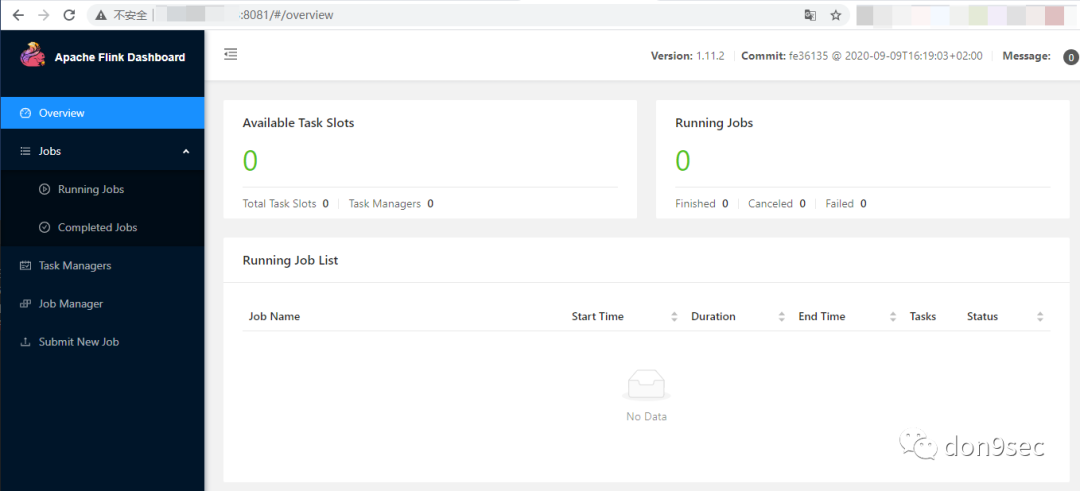 不安全
:8081/#/overview
Apache Flink Dashboard
Version: 1.11.2 Commit: fe36135 @ 2020-09-09T16:19:03+02:00 Message: 0
Overview
Jobs
Running Jobs
Completed Jobs
Task Managers
Job Manager
Submit New Job
Available Task Slots
0
Total Task Slots 0 Task Managers 0
Running Jobs
0
Finished 0 Canceled 0 Failed 0
Running Job List
Job Name Start Time Duration End Time Tasks Status
No Data
don9sec